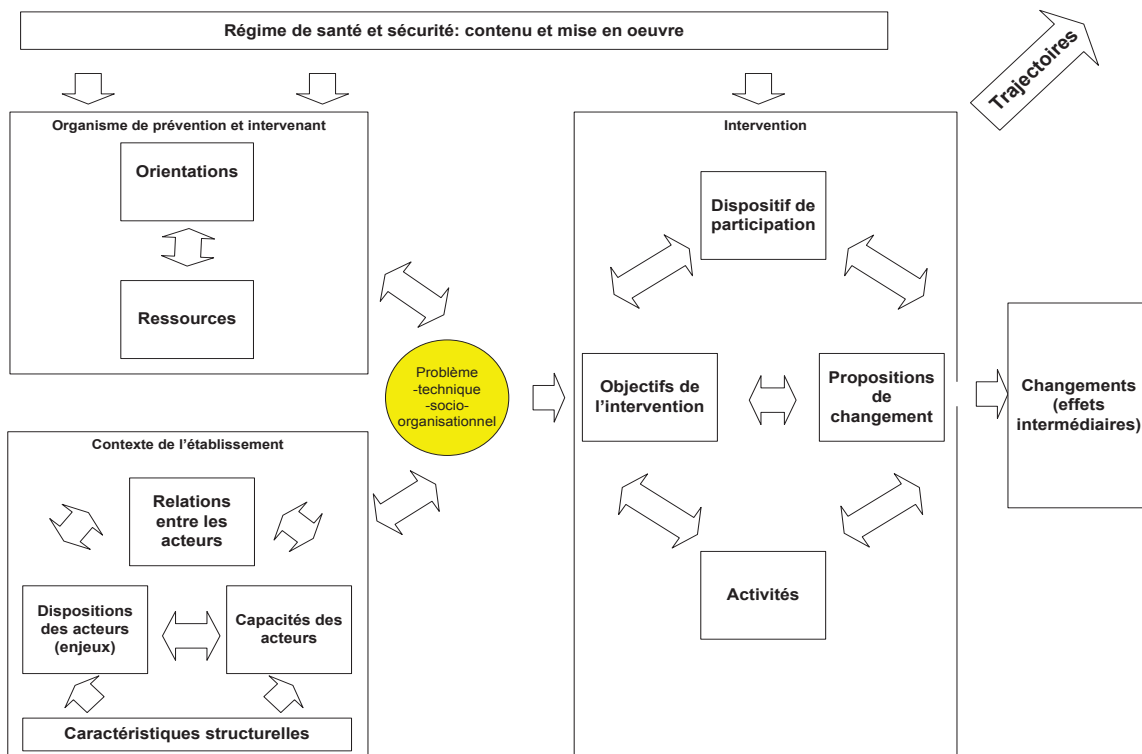 Régime de santé et sécurité: contenu et mise en oeuvre
Trajectoires
Organisme de prévention et intervenant
Orientations
Ressources
Contexte de l'établissement
Relations
entre les
acteurs
Dispositions
des acteurs
(enjeux)
Capacités des
acteurs
Caractéristiques structurelles
Problème
-technique
-socio-
organisationnel
Intervention
Dispositif de
participation
Objectifs de
l'intervention
Propositions
de
changement
Activités
Changements
(effets
intermédiaires)